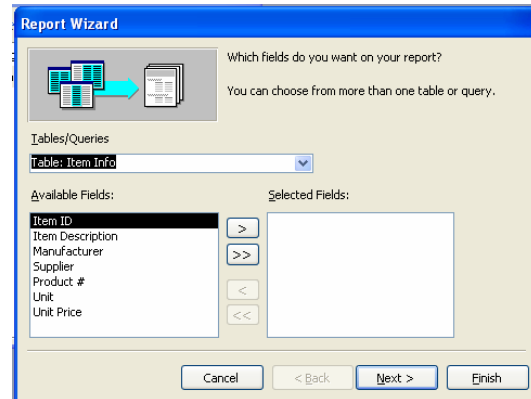 Report Wizard
Which fields do you want on your report?
You can choose from more than one table or query.
Tables/Queries
Table: Item Info
Available Fields:
Selected Fields:
Item ID
Item Description
Manufacturer
Supplier
Product #
Unit
Unit Price
>
>>
<
<<
Cancel
< Back
Next >
Finish